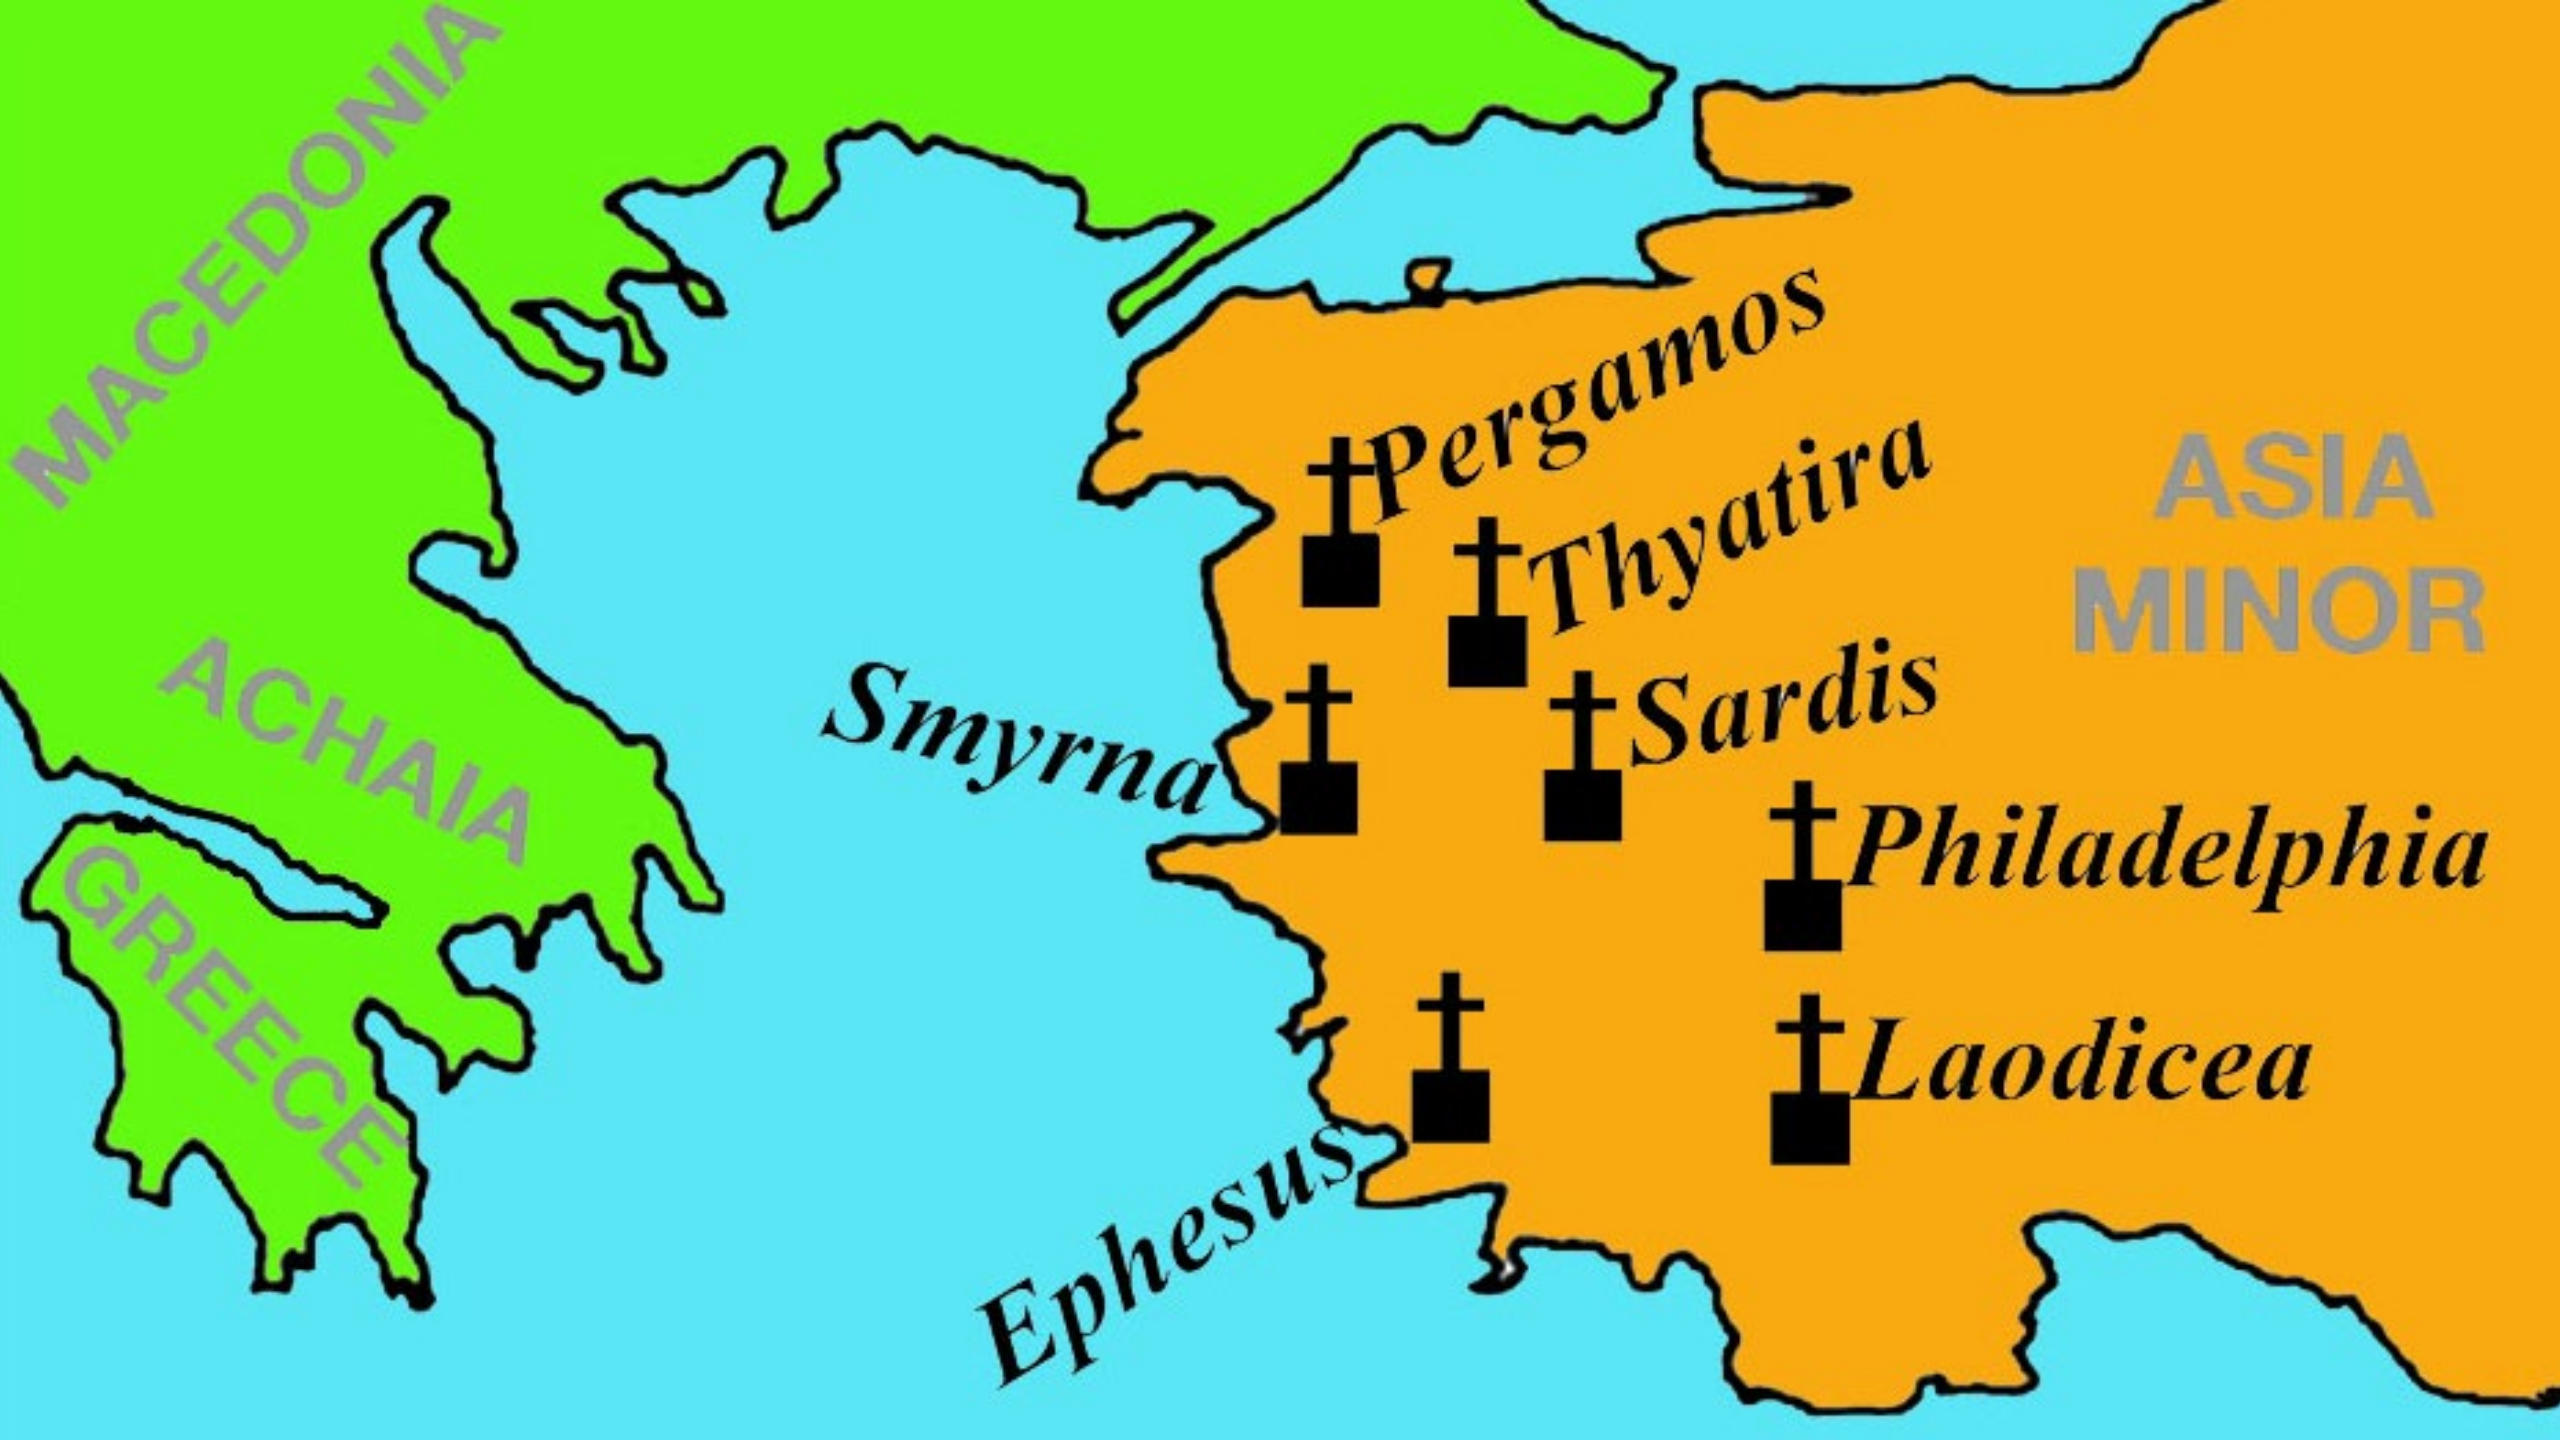 MACEDONIA
Pergamos
Thyatira
ASIA
MINOR
Smyrna
Sardis
ACHAIA
Philadelphia
GREECE
Laodicea
Ephesus